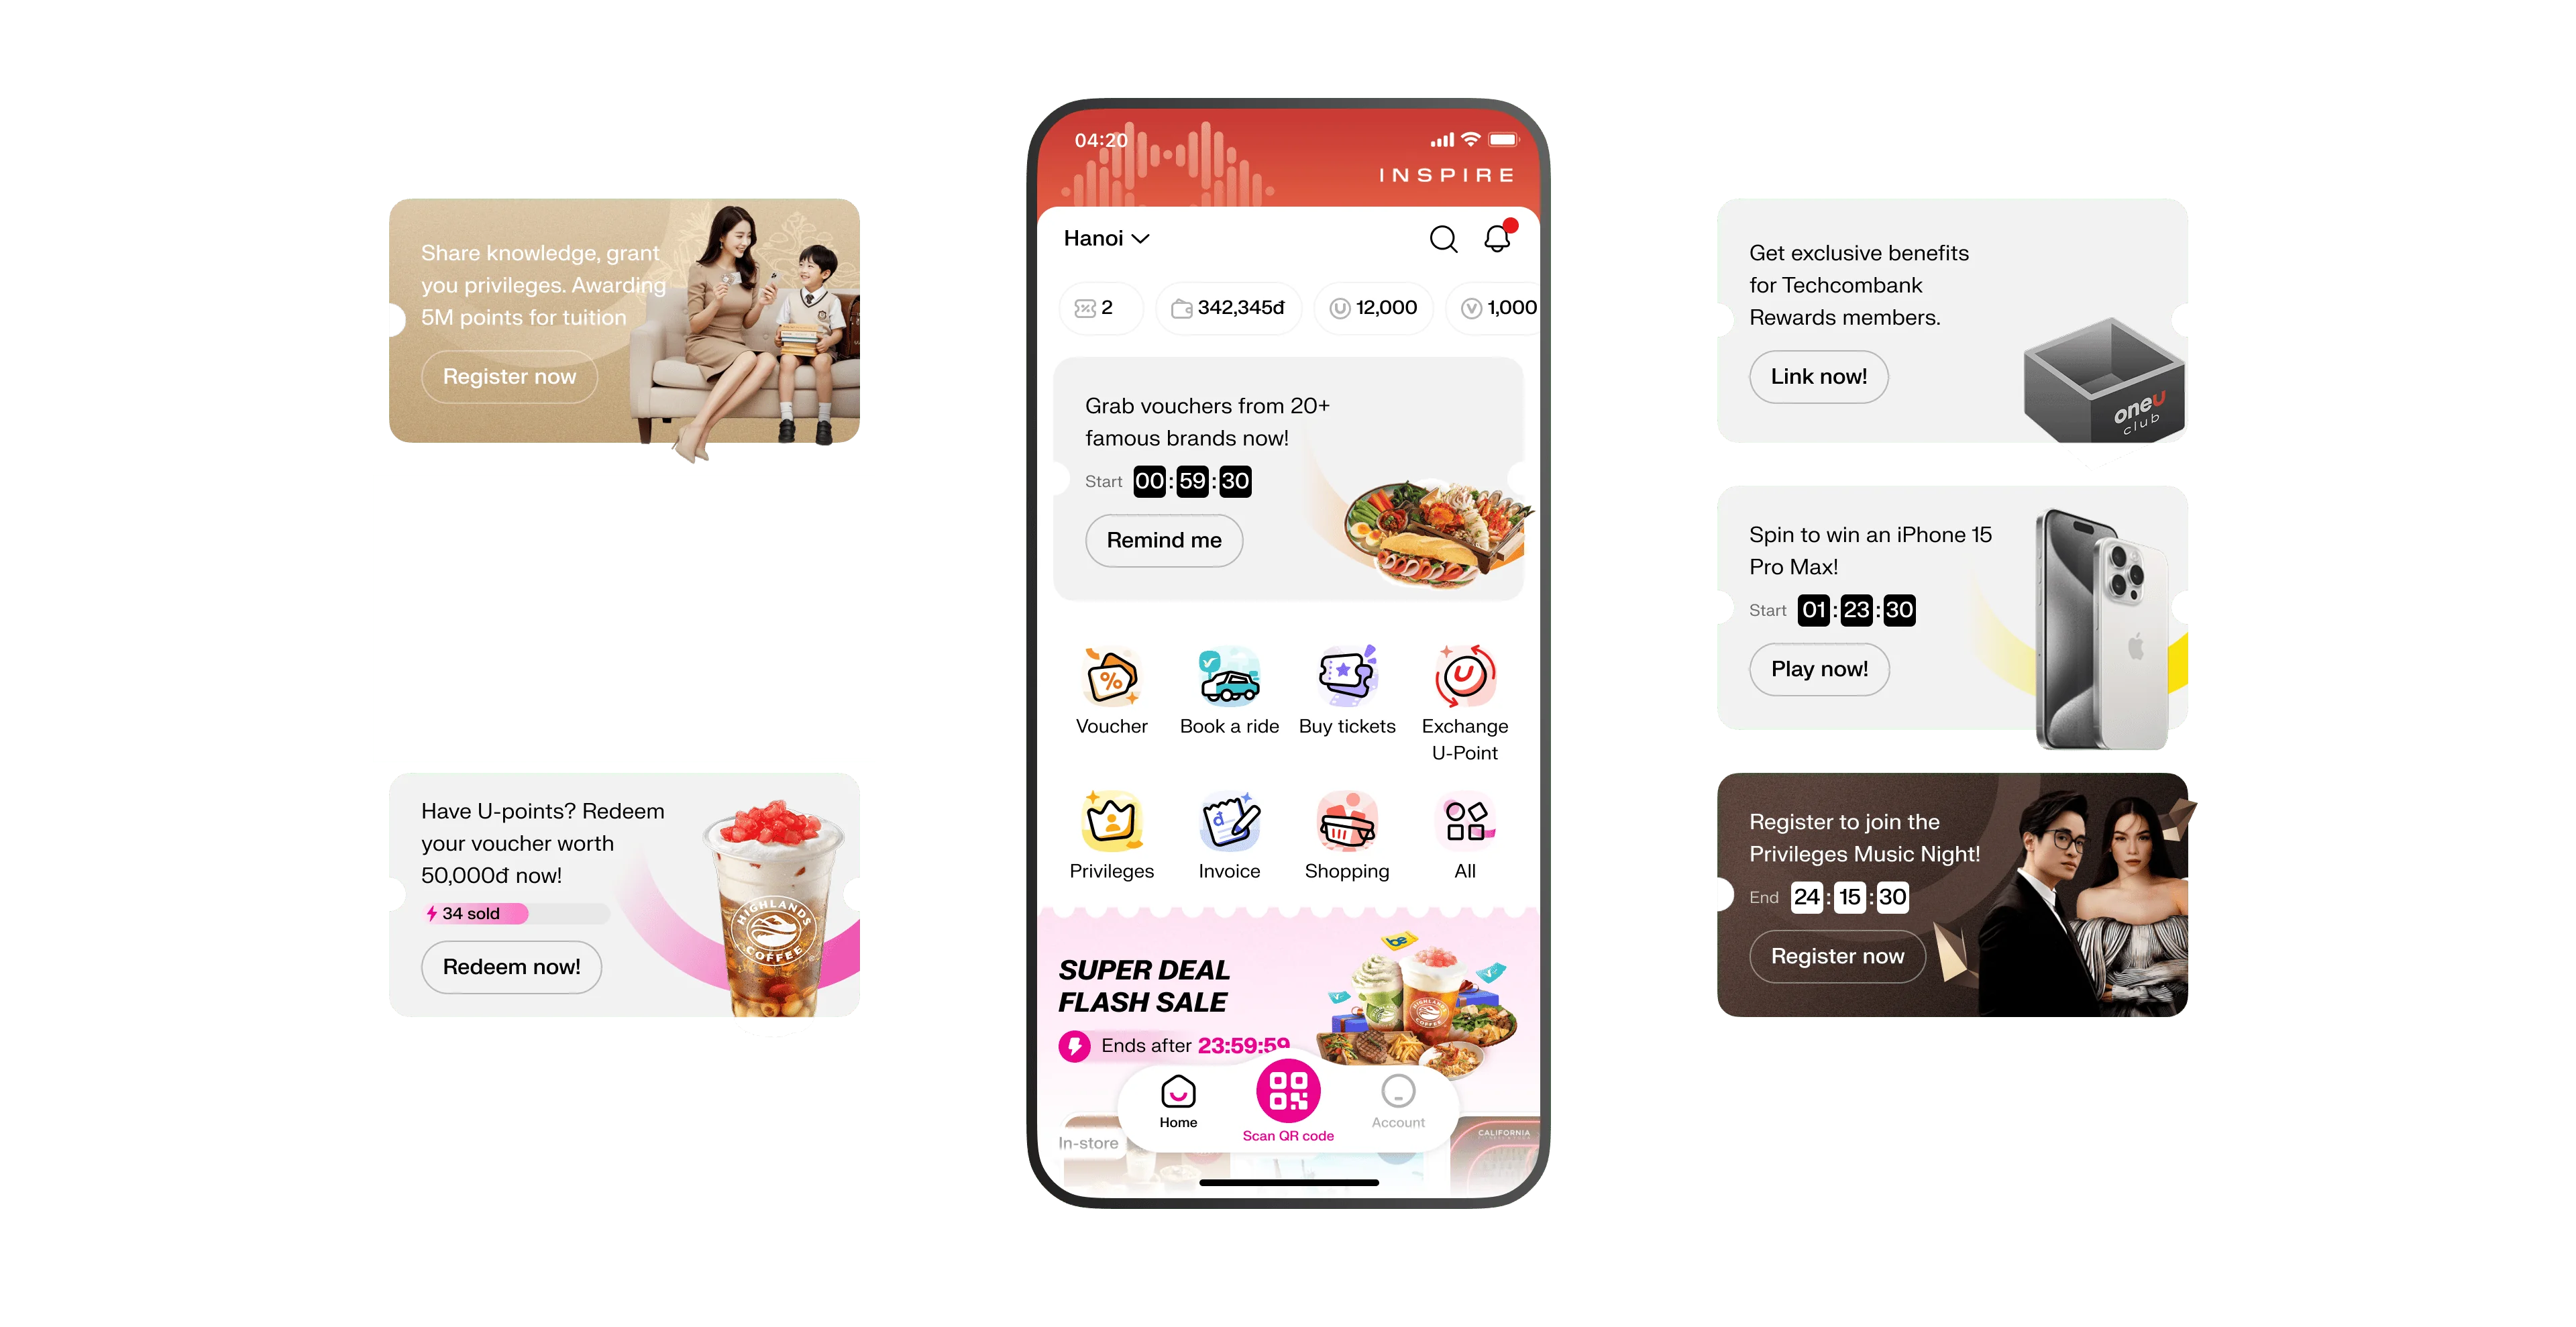 Share knowledge, grant
you privileges. Awarding
5M points for tuition
Register now
Have U-points? Redeem
your voucher worth
50,000đ now!
34 sold
Redeem now!
HIGHLANDS
COFFEE
04:20
INSPIRE
Hanoi
2
342,345đ
12,000
1,000
Grab vouchers from 20+
famous brands now!
Start 00:59:30
Remind me
Voucher
Book a ride
Buy tickets
Exchange
U-Point
Privileges
Invoice
Shopping
All
SUPER DEAL
FLASH SALE
be
HIGHLANDS
COFFEE
Ends after 23:59:59
Home
Scan QR code
Account
In-store
CALIFORNIA
Get exclusive benefits
for Techcombank
Rewards members.
Link now!
oneU
club
Spin to win an iPhone 15
Pro Max!
Start 01:23:30
Play now!
Register to join the
Privileges Music Night!
End 24:15:30
Register now